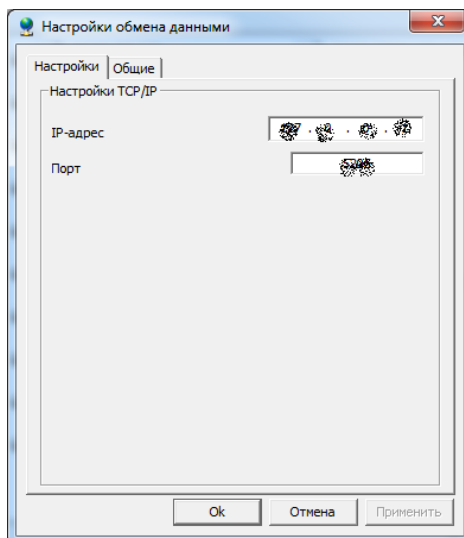 Настройки обмена данными
Настройки Общие
Настройки TCP/IP
IP-адрес
Порт
Ok Отмена Применить